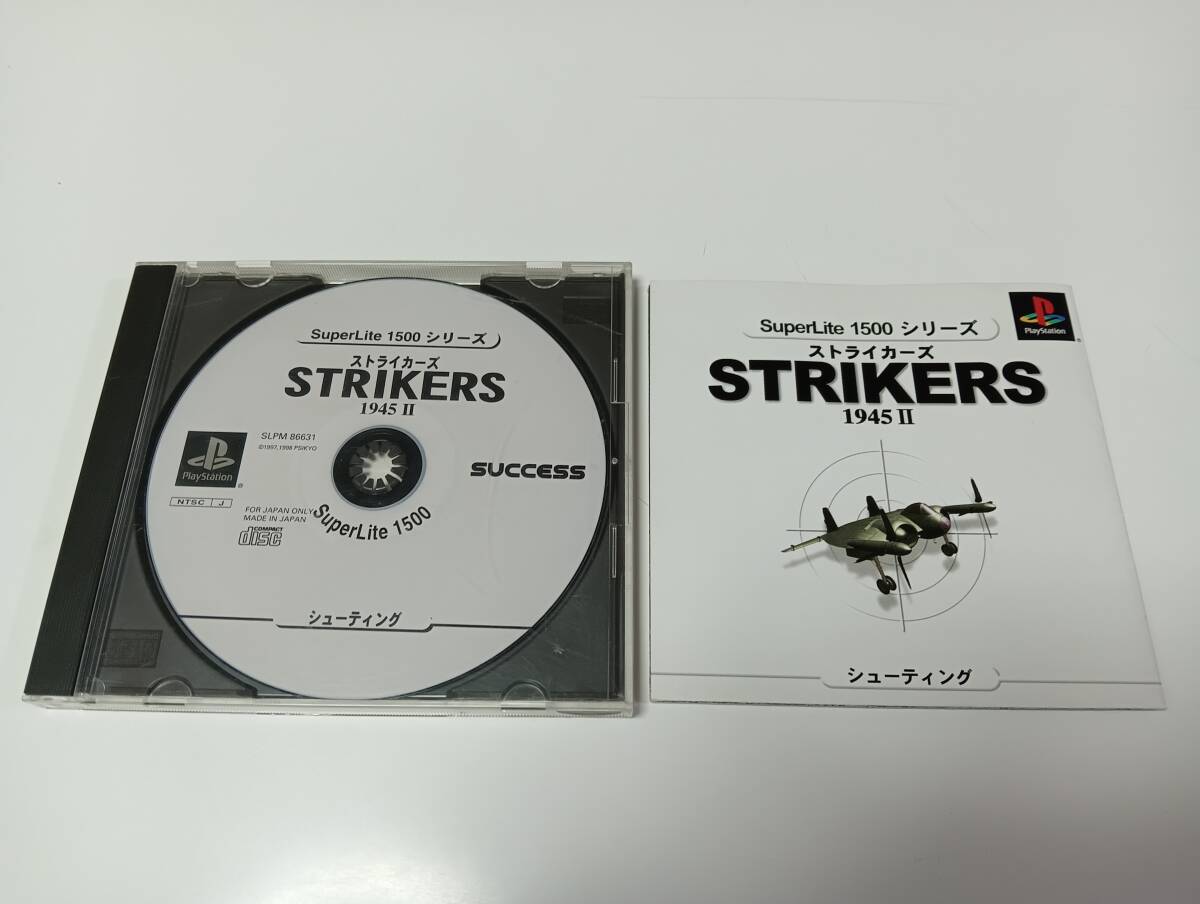 SuperLite 1500 シリーズ
ストライカーズ
STRIKERS
1945 II
SLPM 86631
©1997,1998 PSIKYO
PlayStation
NTSC J
FOR JAPAN ONLY
MADE IN JAPAN
COMPACT
disc
SUCCESS
SuperLite 1500
シューティング
SuperLite 1500 シリーズ
PlayStation
ストライカーズ
STRIKERS
1945 II
シューティング